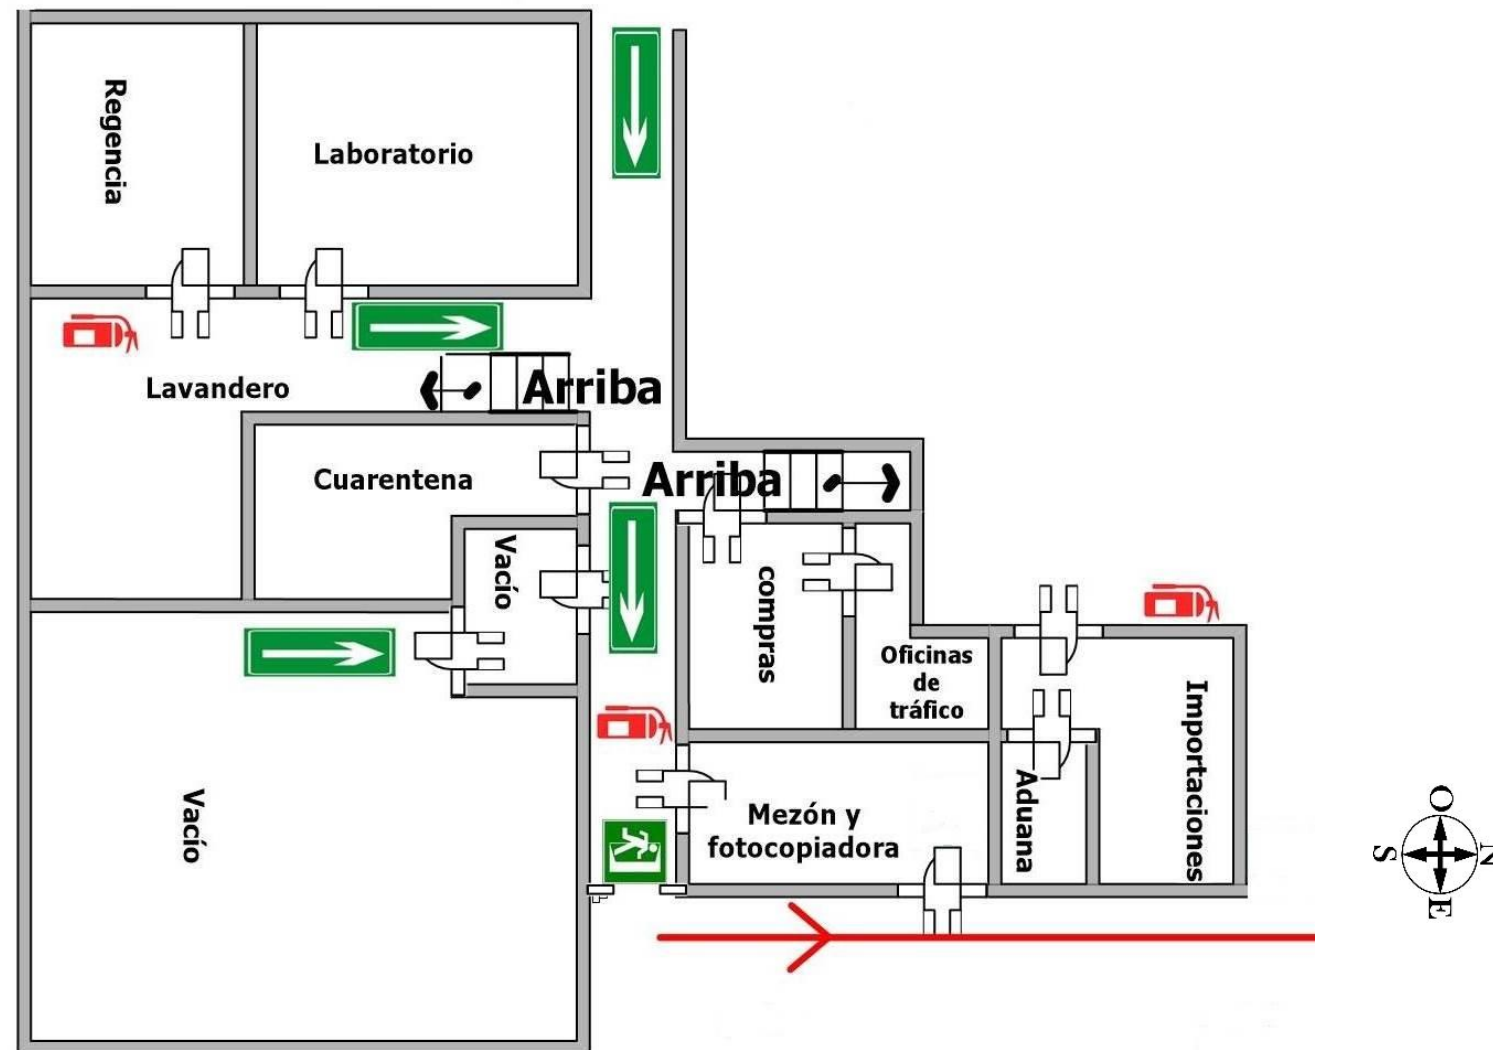 Regencia
Laboratorio
Lavandero
Arriba
Cuarentena
Arriba
Vacío
compras
Oficinas
de
tráfico
Importaciones
Vacío
Mezón y
fotocopiadora
Aduana
O
S
N
E